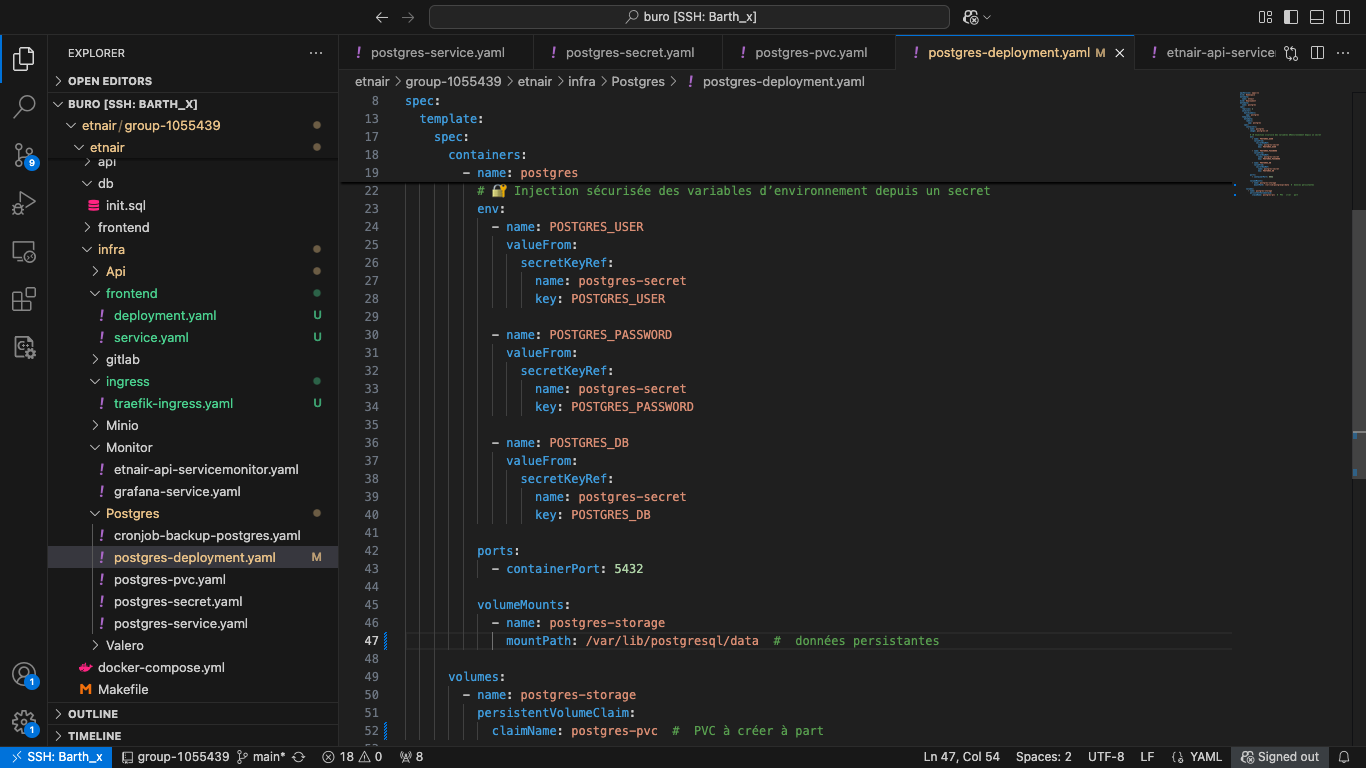 buro [SSH: Barth_x]
EXPLORER
postgres-service.yaml
postgres-secret.yaml
postgres-pvc.yaml
postgres-deployment.yaml M
etnair-api-service
OPEN EDITORS
BURO [SSH: BARTH_X]
etnair/group-1055439
etnair
api
db
init.sql
frontend
infra
Api
frontend
deployment.yaml U
service.yaml U
gitlab
ingress
traefik-ingress.yaml U
Minio
Monitor
etnair-api-servicemonitor.yaml
grafana-service.yaml
Postgres
cronjob-backup-postgres.yaml
postgres-deployment.yaml M
postgres-pvc.yaml
postgres-secret.yaml
postgres-service.yaml
Valero
docker-compose.yml
Makefile
OUTLINE
TIMELINE
9
1
1
etnair > group-1055439 > etnair > infra > Postgres > postgres-deployment.yaml
8 spec:
13 template:
17 spec:
18 containers:
19 - name: postgres
22 # 🔐 Injection sécurisée des variables d’environnement depuis un secret
23 env:
24 - name: POSTGRES_USER
25 valueFrom:
26 secretKeyRef:
27 name: postgres-secret
28 key: POSTGRES_USER
29
30 - name: POSTGRES_PASSWORD
31 valueFrom:
32 secretKeyRef:
33 name: postgres-secret
34 key: POSTGRES_PASSWORD
35
36 - name: POSTGRES_DB
37 valueFrom:
38 secretKeyRef:
39 name: postgres-secret
40 key: POSTGRES_DB
41
42 ports:
43 - containerPort: 5432
44
45 volumeMounts:
46 - name: postgres-storage
47 mountPath: /var/lib/postgresql/data # données persistantes
48
49 volumes:
50 - name: postgres-storage
51 persistentVolumeClaim:
52 claimName: postgres-pvc # PVC à créer à part
SSH: Barth_x
group-1055439
main*
18
0
8
Ln 47, Col 54
Spaces: 2
UTF-8
LF
YAML
Signed out